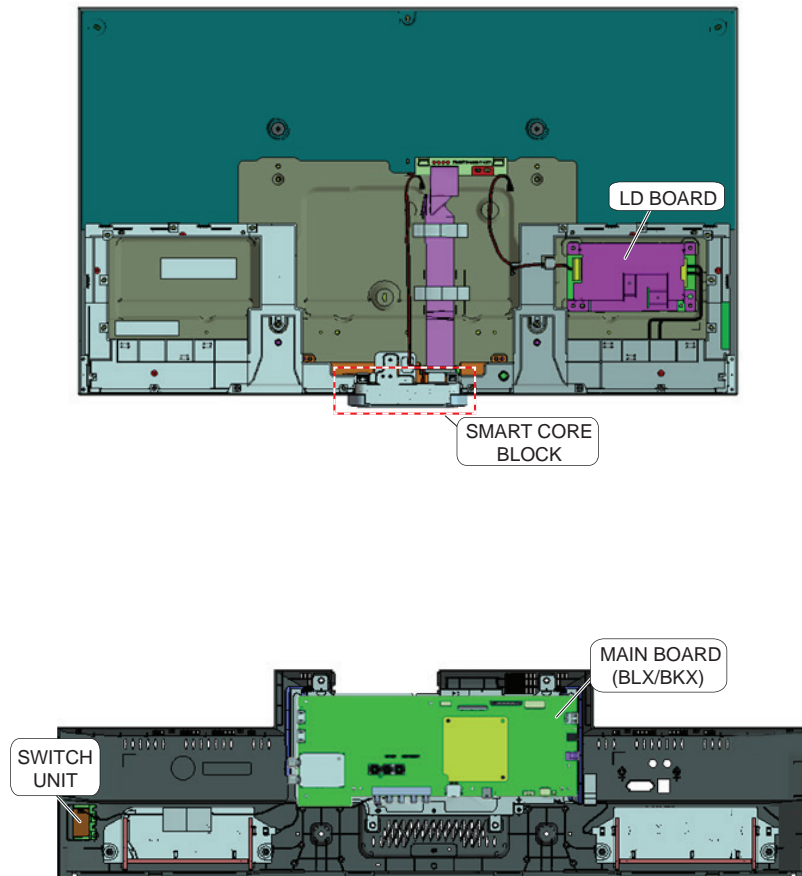 LD BOARD
SMART CORE
BLOCK
MAIN BOARD
(BLX/BKX)
SWITCH
UNIT